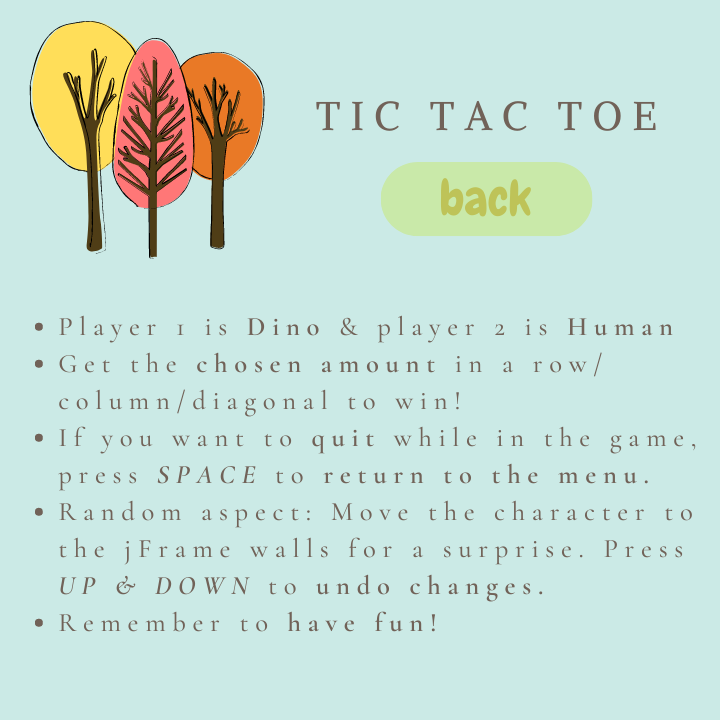 TIC TAC TOE
back
• Player 1 is Dino & player 2 is Human
• Get the chosen amount in a row/
column/diagonal to win!
• If you want to quit while in the game,
press SPACE to return to the menu.
• Random aspect: Move the character to
the jFrame walls for a surprise. Press
UP & DOWN to undo changes.
• Remember to have fun!